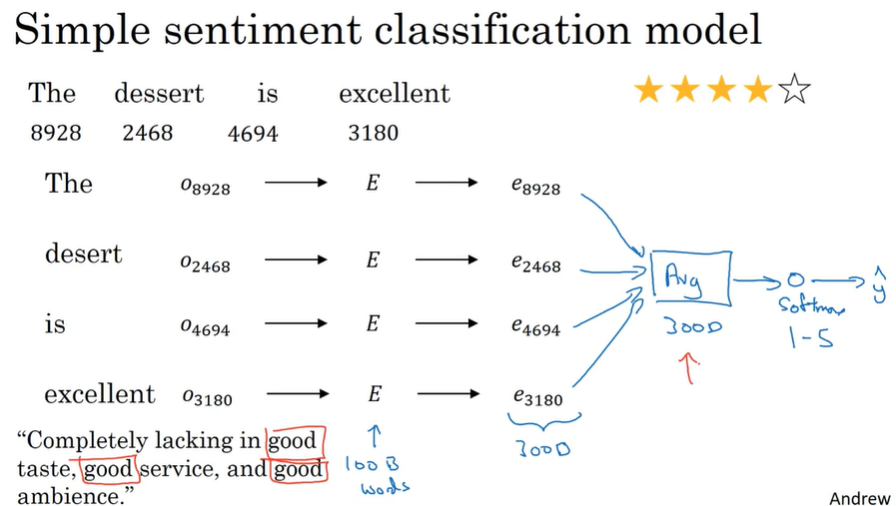 Simple sentiment classification model
The dessert is excellent
8928 2468 4694 3180
The o8928 E e8928
desert o2468 E e2468
Avg
ŷ
Softmax
is o4694 E e4694
300D
1-5
excellent o3180 E e3180
"Completely lacking in good
taste, good service, and good
ambience."
100B
words
300D
Andrew